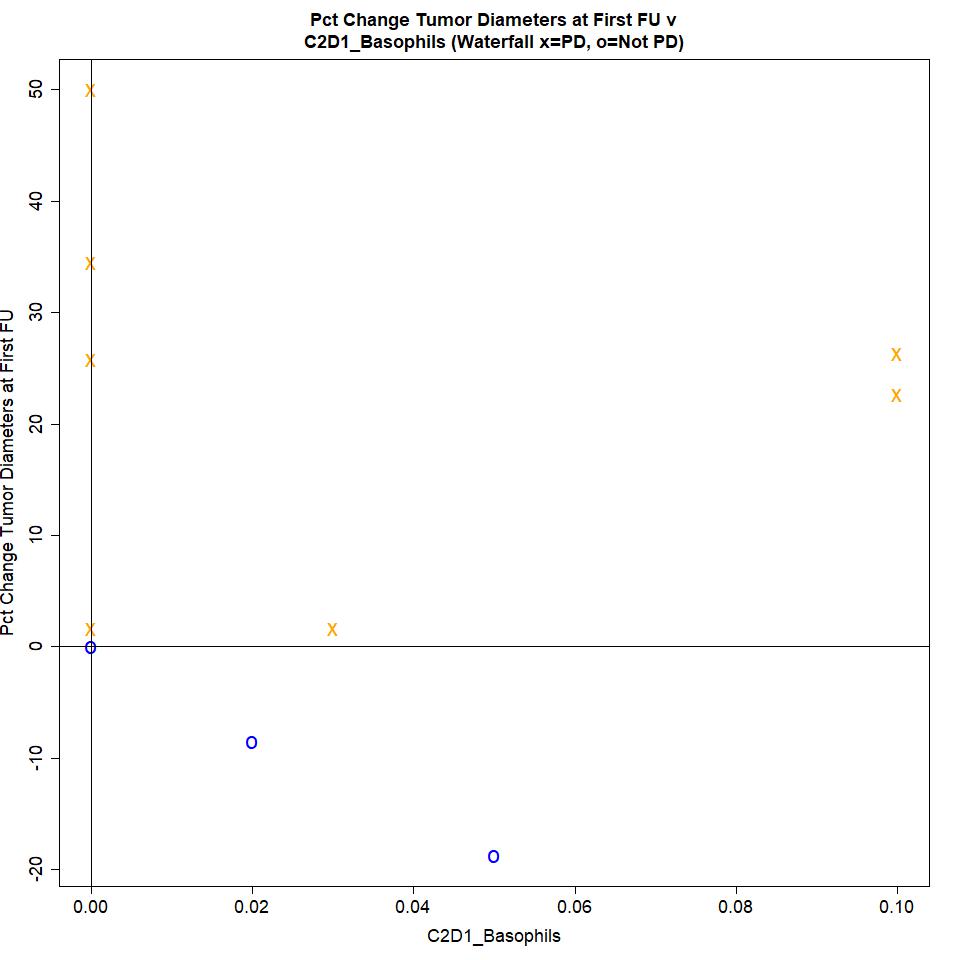 Pct Change Tumor Diameters at First FU v
C2D1_Basophils (Waterfall x=PD, o=Not PD)
Pct Change Tumor Diameters at First FU
50
40
30
20
10
0
-10
-20
X
X
X
X
X
X
X
O
O
O
0.00 0.02 0.04 0.06 0.08 0.10
C2D1_Basophils